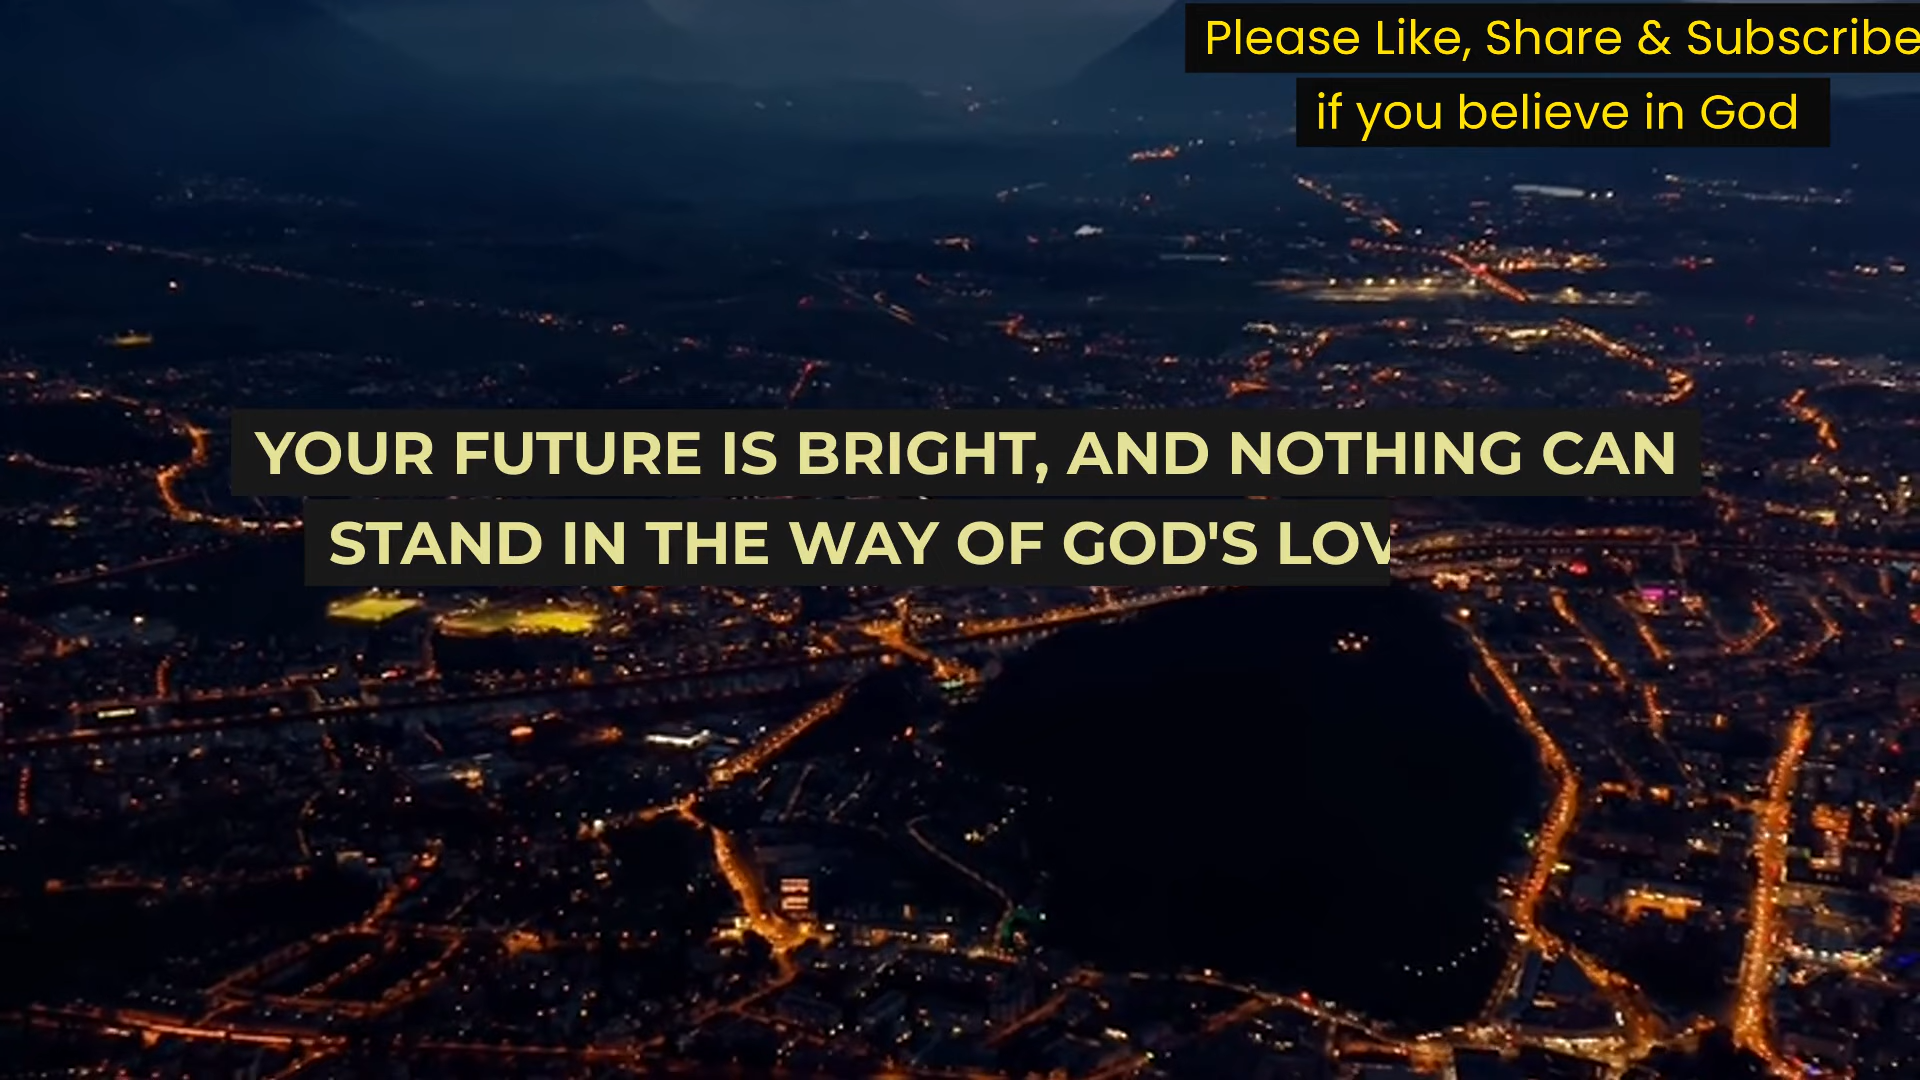 Please Like, Share & Subscribe
if you believe in God
YOUR FUTURE IS BRIGHT, AND NOTHING CAN
STAND IN THE WAY OF GOD'S LOV